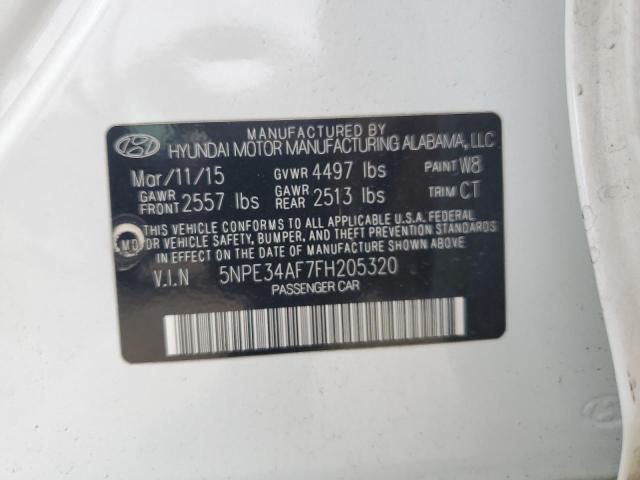 MANUFACTURED BY
HYUNDAI MOTOR MANUFACTURING ALABAMA, LLC
Mar/11/15 GVWR 4497 lbs PAINT W8
GAWR FRONT 2557 lbs GAWR REAR 2513 lbs TRIM CT
THIS VEHICLE CONFORMS TO ALL APPLICABLE U.S.A. FEDERAL
MOTOR VEHICLE SAFETY, BUMPER, AND THEFT PREVENTION
STANDARDS IN EFFECT ON THE DATE OF MANUFACTURE SHOWN ABOVE.
V.I.N 5NPE34AF7FH205320
PASSENGER CAR